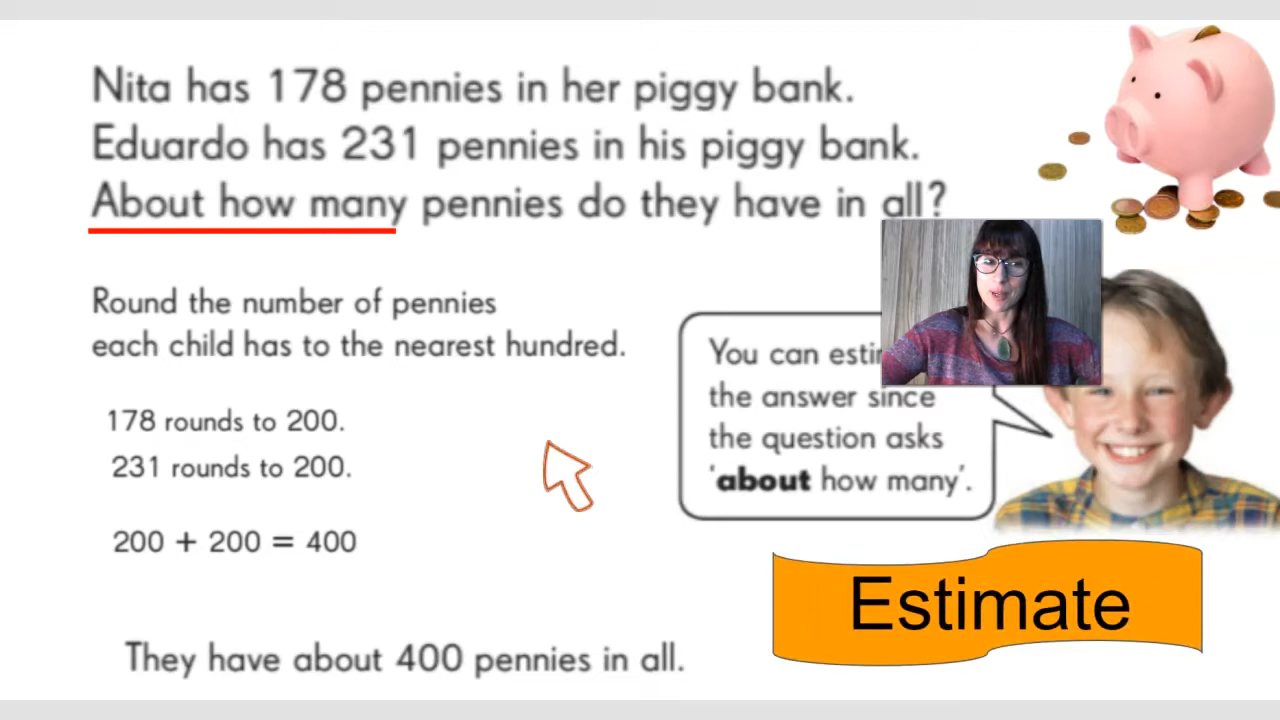 Nita has 178 pennies in her piggy bank.
Eduardo has 231 pennies in his piggy bank.
About how many pennies do they have in all?
Round the number of pennies
each child has to the nearest hundred.
178 rounds to 200.
231 rounds to 200.
200 + 200 = 400
They have about 400 pennies in all.
You can
the answer since
the question asks
'about how many'.
Estimate